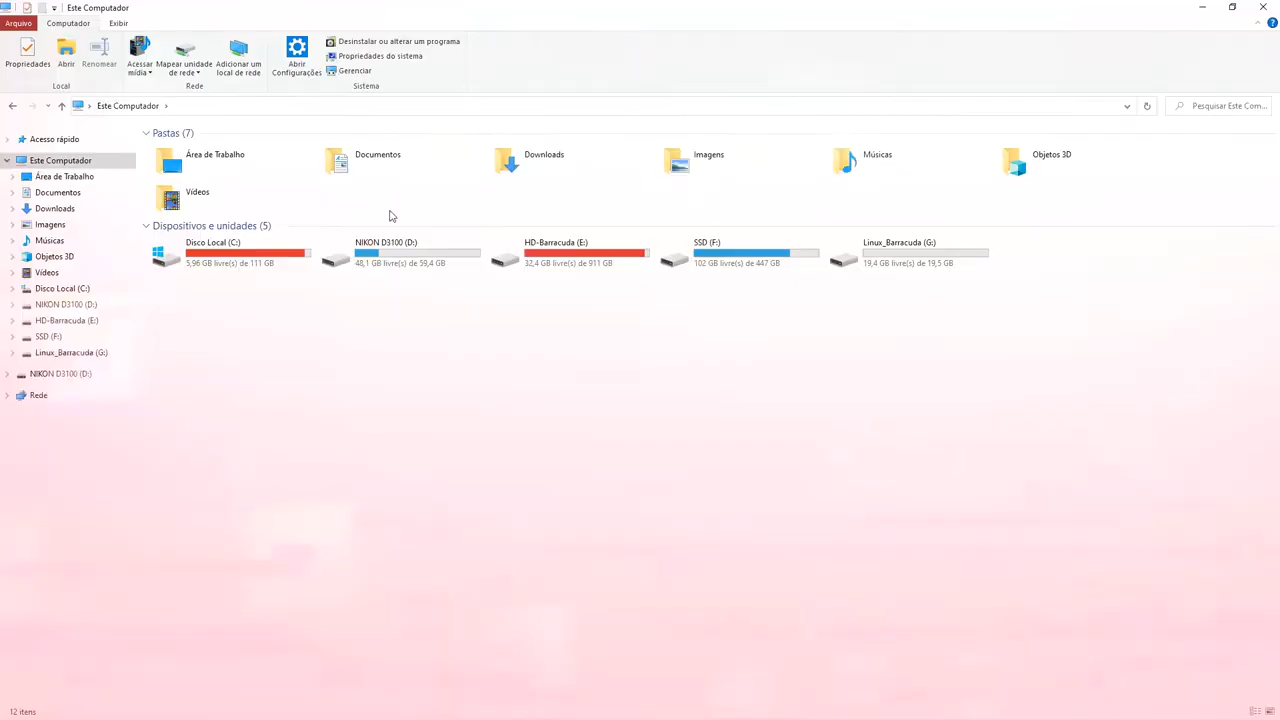 Este Computador
Arquivo
Computador
Exibir
Propriedades
Abrir
Renomear
Local
Acessar mídia
Mapear unidade de rede
Adicionar um local de rede
Rede
Abrir Configurações
Desinstalar ou alterar um programa
Propriedades do sistema
Gerenciar
Sistema
Este Computador
Pesquisar Este Com...
Acesso rápido
Este Computador
Área de Trabalho
Documentos
Downloads
Imagens
Músicas
Objetos 3D
Vídeos
Disco Local (C:)
NIKON D3100 (D:)
HD-Barracuda (E:)
SSD (F:)
Linux_Barracuda (G:)
NIKON D3100 (D:)
Rede
Pastas (7)
Área de Trabalho
Documentos
Downloads
Imagens
Músicas
Objetos 3D
Vídeos
Dispositivos e unidades (5)
Disco Local (C:)
5,96 GB livre(s) de 111 GB
NIKON D3100 (D:)
48,1 GB livre(s) de 59,4 GB
HD-Barracuda (E:)
32,4 GB livre(s) de 911 GB
SSD (F:)
102 GB livre(s) de 447 GB
Linux_Barracuda (G:)
19,4 GB livre(s) de 19,5 GB
12 itens